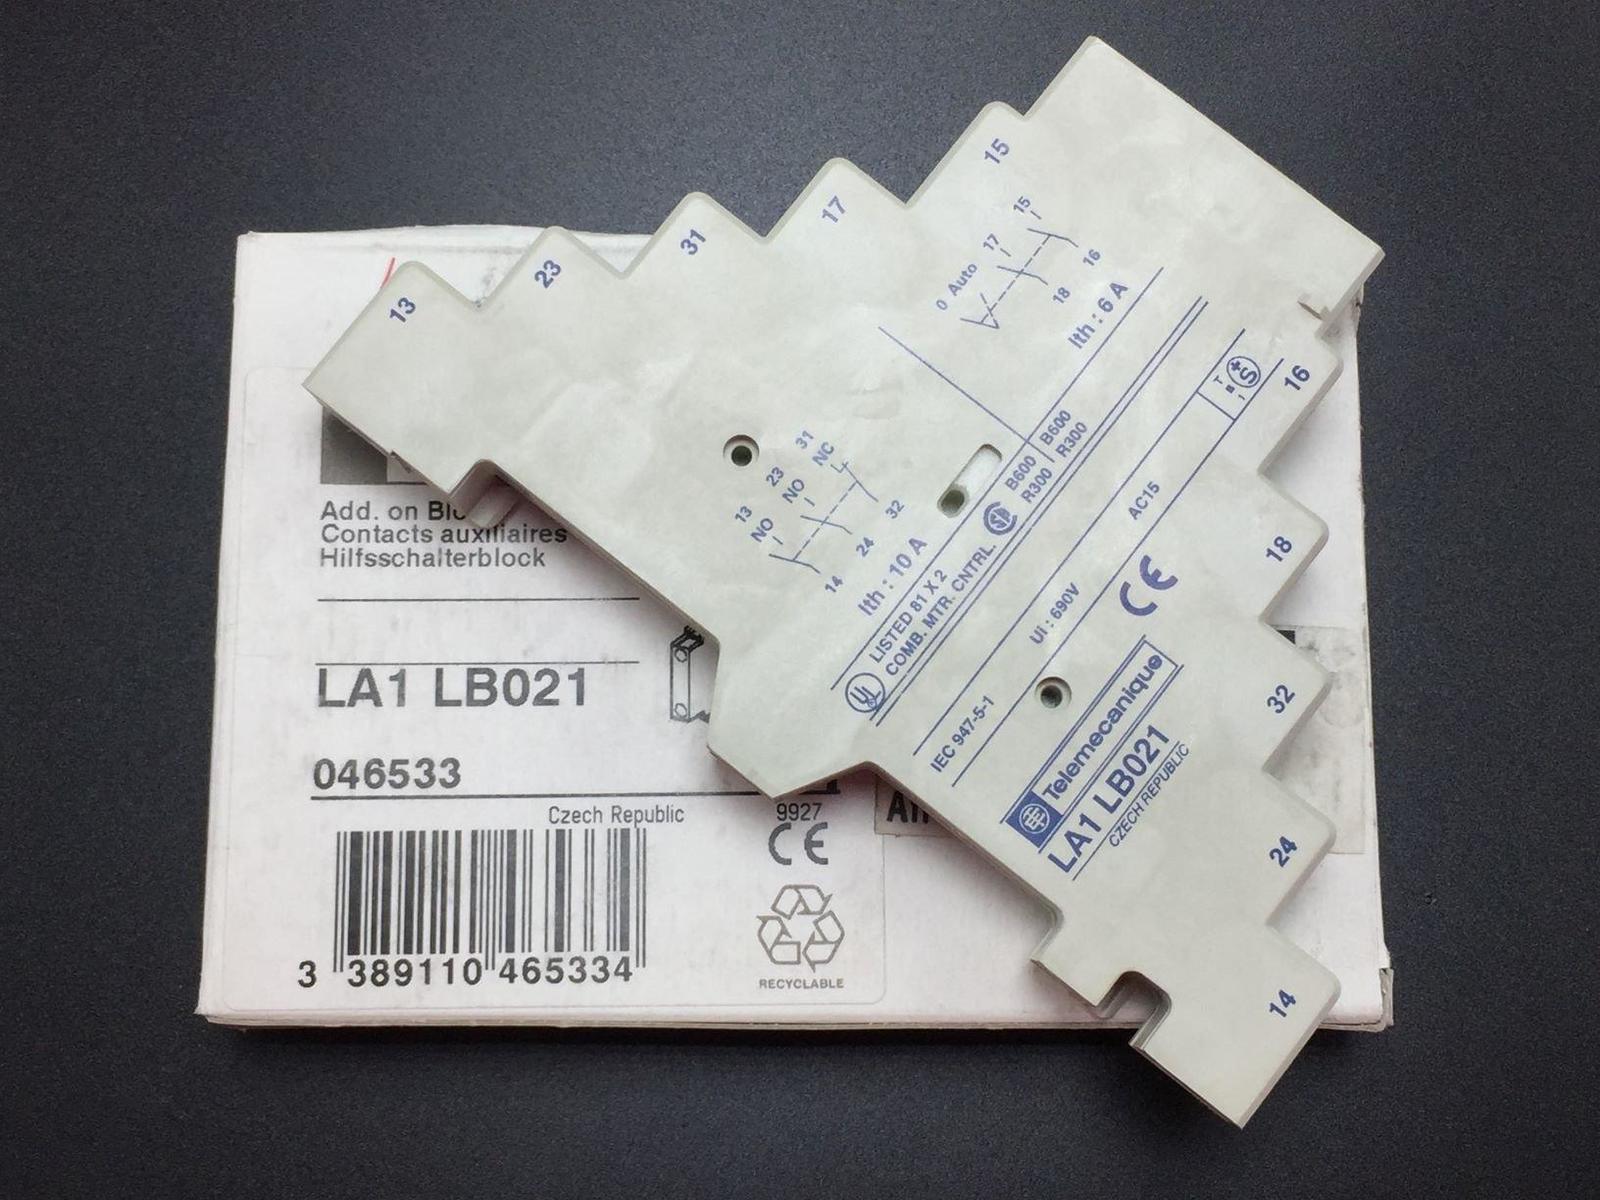 13
23
31
17
15
0 Auto 17 15
18 16
Ith : 6 A
13 23 31
NO NO NC
14 24 32
Ith : 10 A
UL LISTED 81 X 2
COMB. MTR. CNTRL.
B600 B600
R300 R300
IEC 947-5-1
UI : 690V
AC15
S
CE
Telemecanique
LA1 LB021
CZECH REPUBLIC
16
18
32
24
14
Contacts auxiliaires
Hilfsschalterblock
Add. on
LA1 LB021
046533
Czech Republic
9927
CE
3 389110 465334
RECYCLABLE